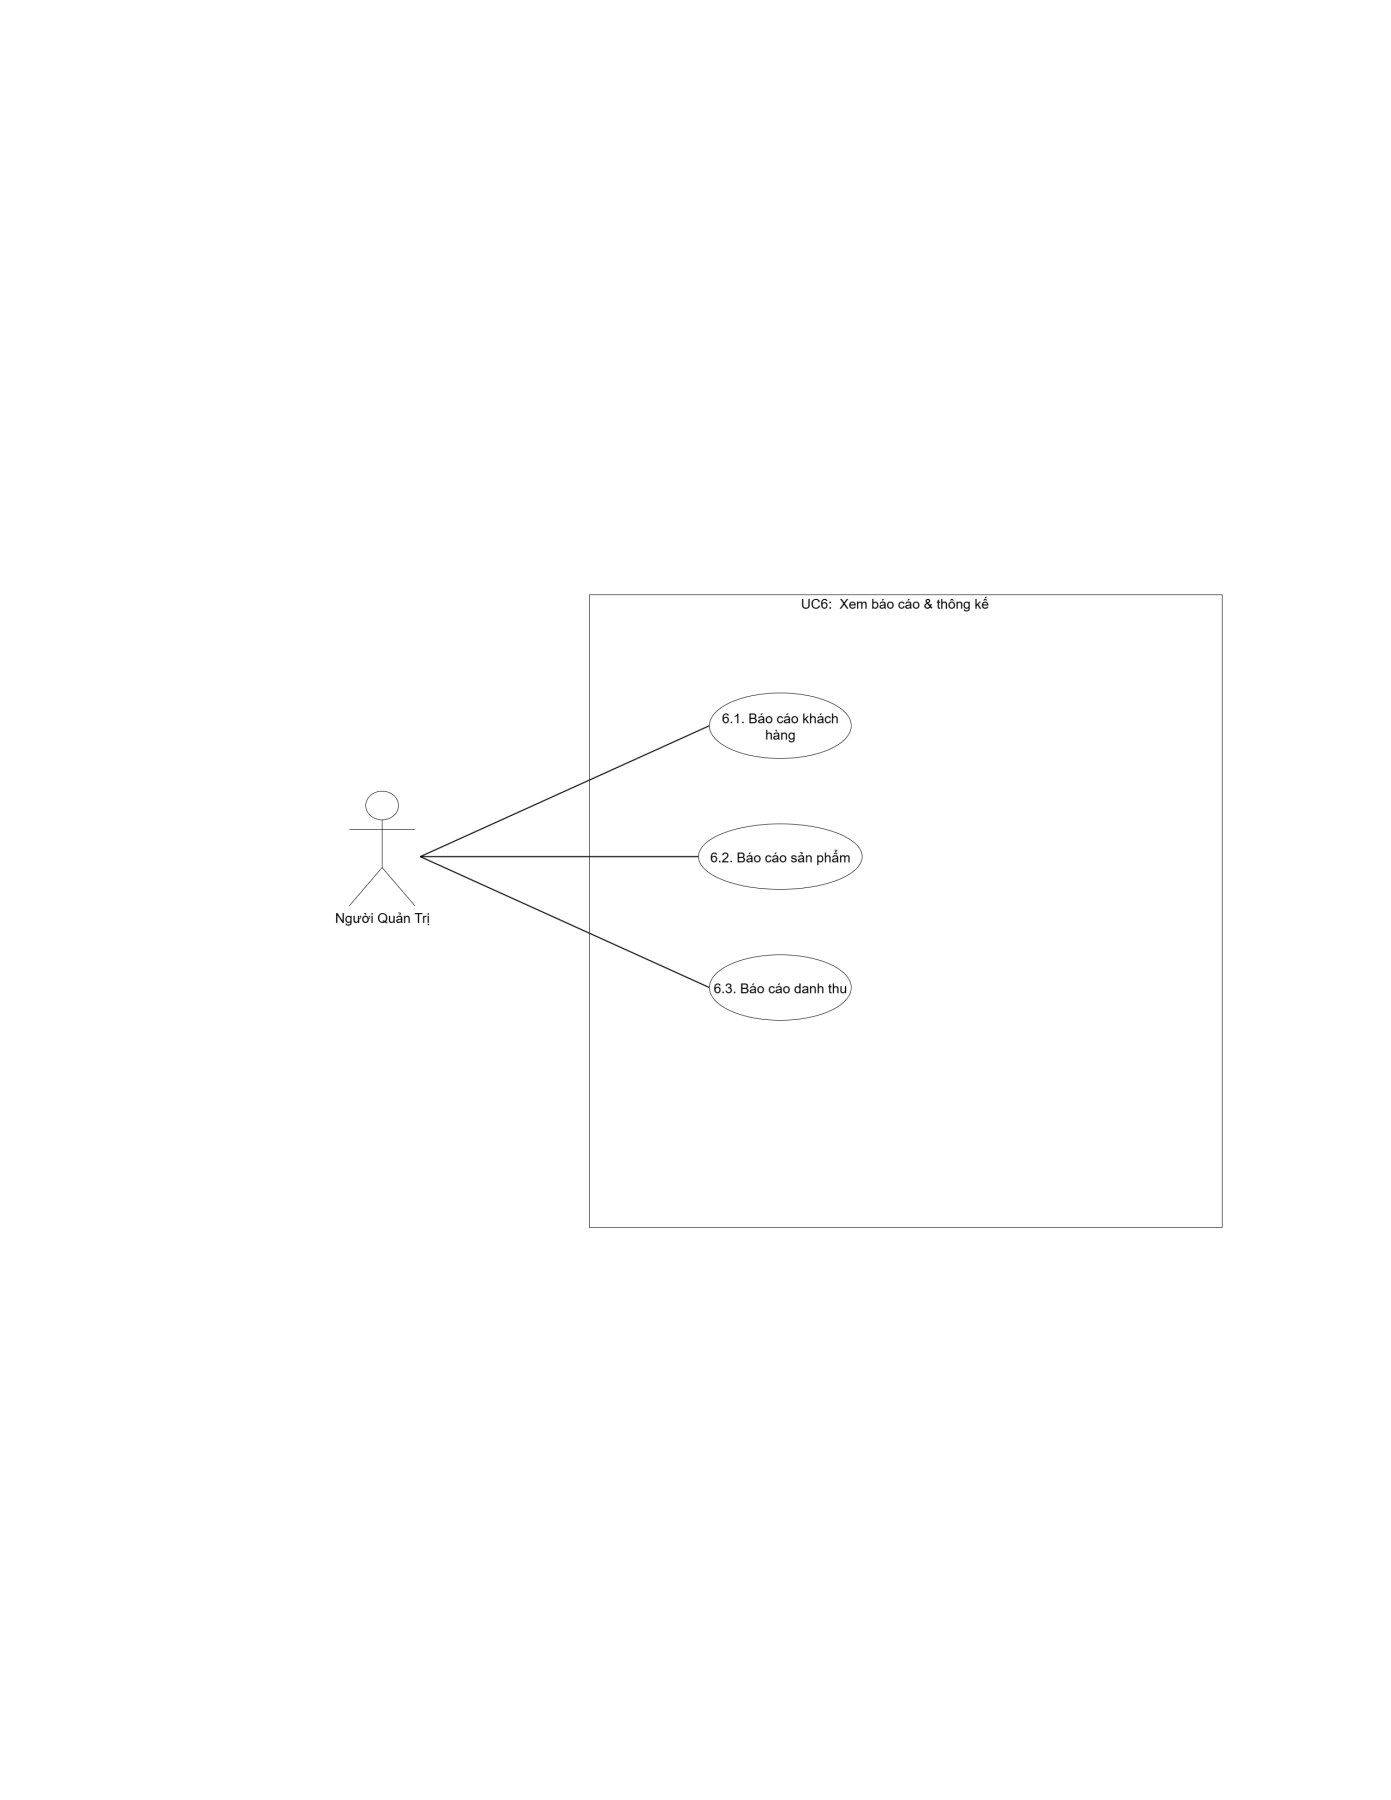 UC6:  Xem báo cáo & thông kế
6.1. Báo cáo khách
hàng
6.2. Báo cáo sản phẩm
Người Quản Trị
6.3. Báo cáo danh thu